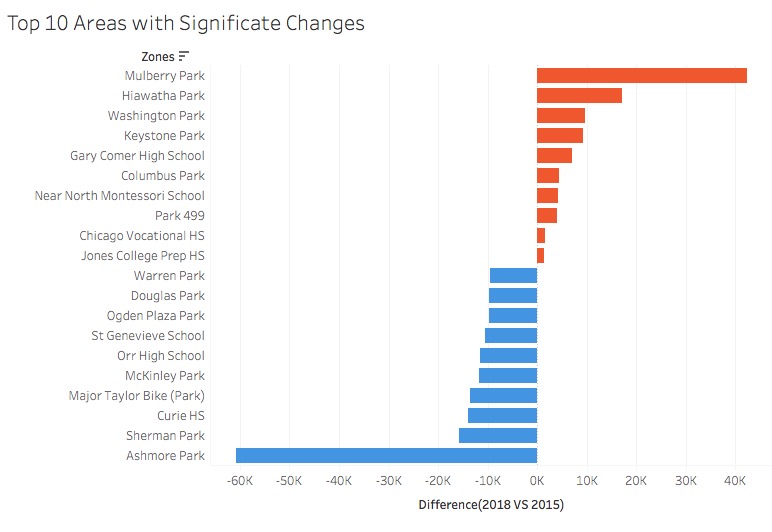 Top 10 Areas with Significate Changes
Zones
Mulberry Park
Hiawatha Park
Washington Park
Keystone Park
Gary Comer High School
Columbus Park
Near North Montessori School
Park 499
Chicago Vocational HS
Jones College Prep HS
Warren Park
Douglas Park
Ogden Plaza Park
St Genevieve School
Orr High School
McKinley Park
Major Taylor Bike (Park)
Curie HS
Sherman Park
Ashmore Park
-60K -50K -40K -30K -20K -10K 0K 10K 20K 30K 40K
Difference(2018 VS 2015)